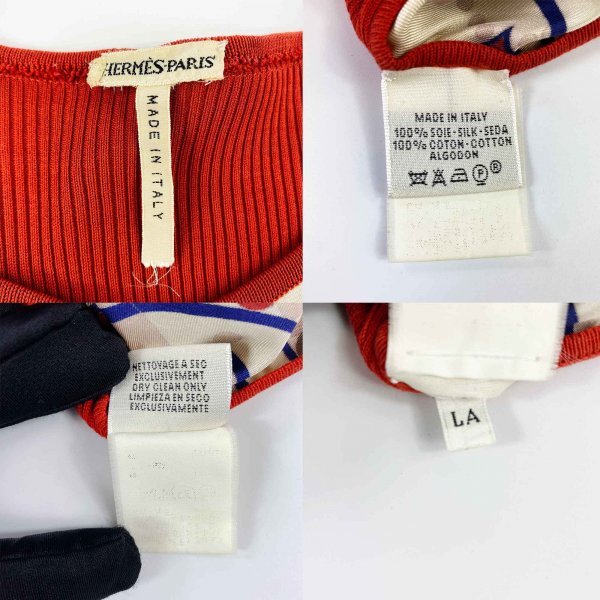 HERMÈS-PARIS
MADE IN ITALY
MADE IN ITALY
100% SOIE · SILK · SEDA
100% COTON · COTTON
ALGODON
P ®
NETTOYAGE A SEC
EXCLUSIVEMENT
DRY CLEAN ONLY
LIMPIEZA EN SECO
EXCLUSIVAMENTE
LA